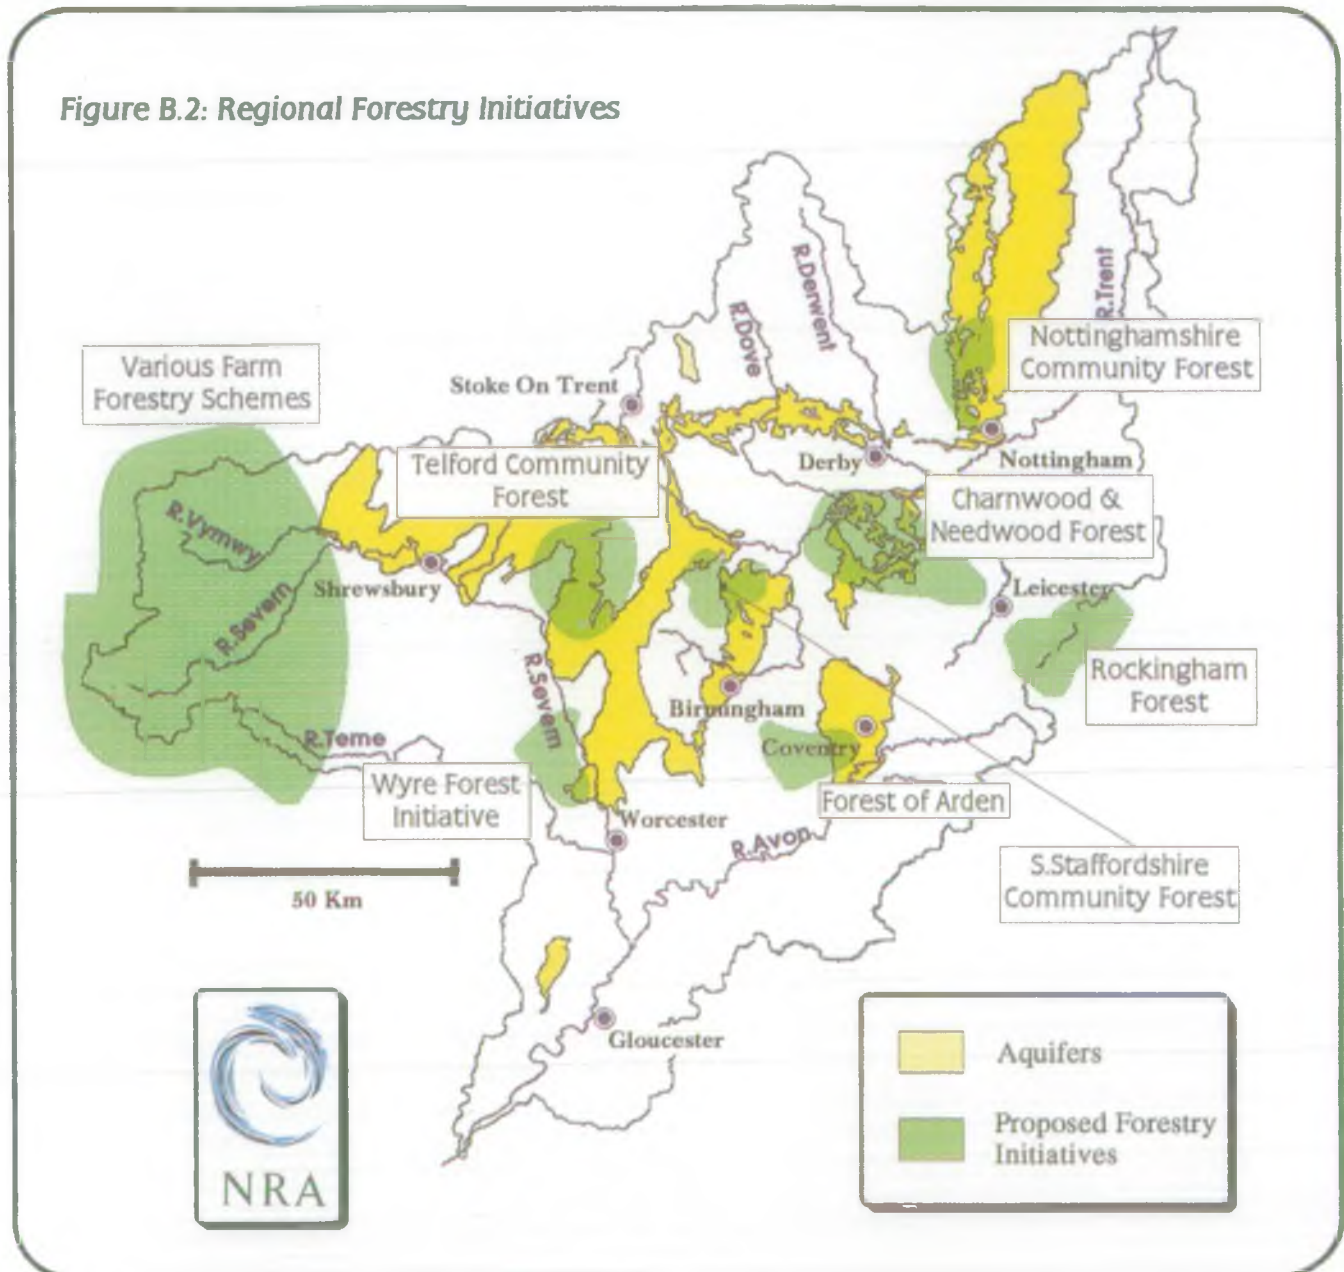 Figure B.2: Regional Forestry Initiatives
R.Trent
R.Derwent
R.Dove
Nottinghamshire
Community Forest
Various Farm
Forestry Schemes
Stoke On Trent
Telford Community
Forest
Derby
Nottingham
Charnwood &
Needwood Forest
R.Vymwy
Shrewsbury
Leicester
R.Severn
R.Severn
Rockingham
Forest
Birmingham
Coventry
R.Teme
Wyre Forest
Initiative
Forest of Arden
Worcester
R.Avon
S.Staffordshire
Community Forest
50 Km
Gloucester
NRA
Aquifers
Proposed Forestry
Initiatives